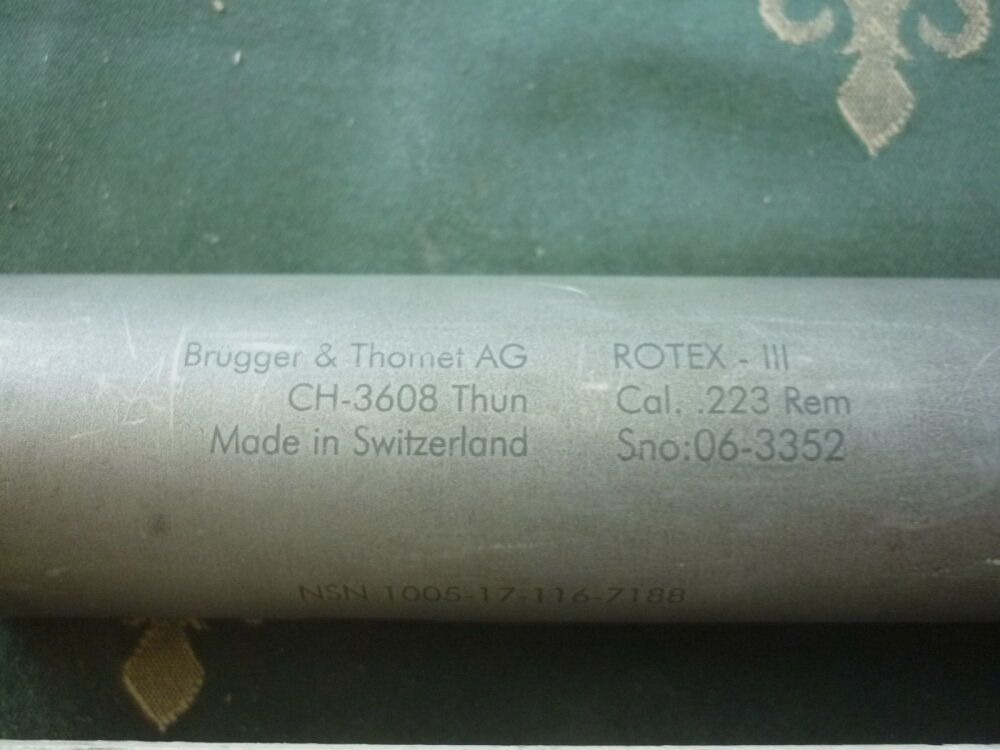 Brügger & Thomet AG
CH-3608 Thun
Made in Switzerland
ROTEX - III
Cal. .223 Rem
Sno:06-3352
NSN 1005-17-116-7188